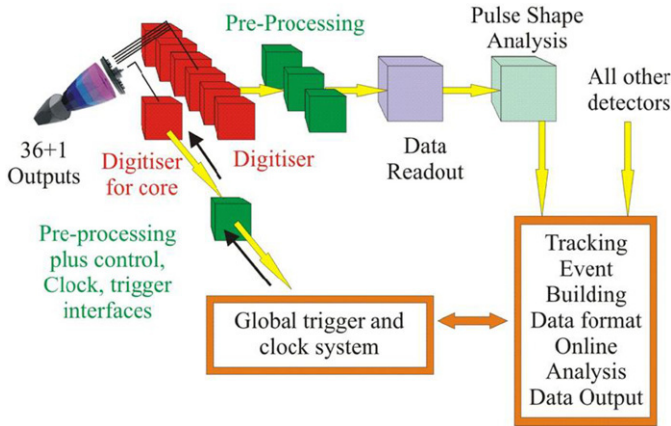 Pre-Processing
Pulse Shape
Analysis
All other
detectors
36+1
Outputs
Digitiser
for core
Digitiser
Data
Readout
Pre-processing
plus control,
Clock, trigger
interfaces
Global trigger and
clock system
Tracking
Event
Building
Data format
Online
Analysis
Data Output